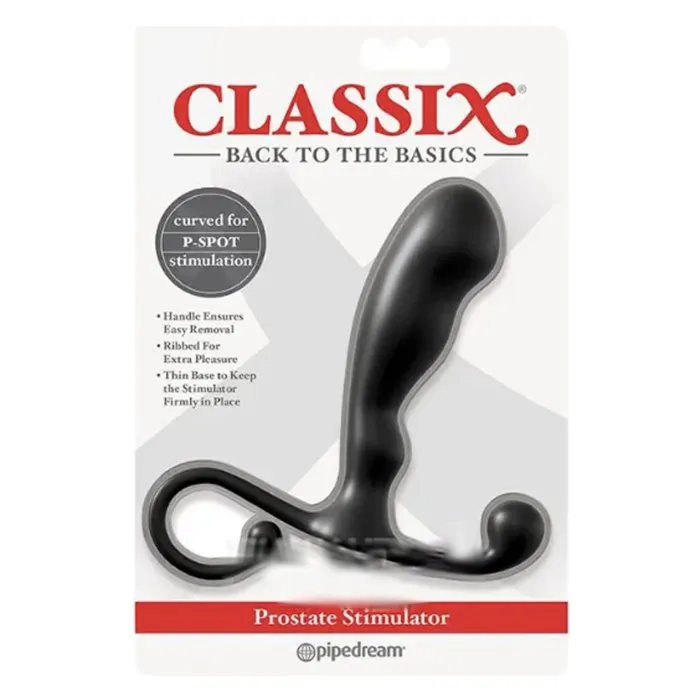 CLASSIX®
BACK TO THE BASICS
curved for
P-SPOT
stimulation
• Handle Ensures
Easy Removal
• Ribbed for
Extra Pleasure
• Thin Base to Keep
the Stimulator
Firmly in Place
Prostate Stimulator
pipedream